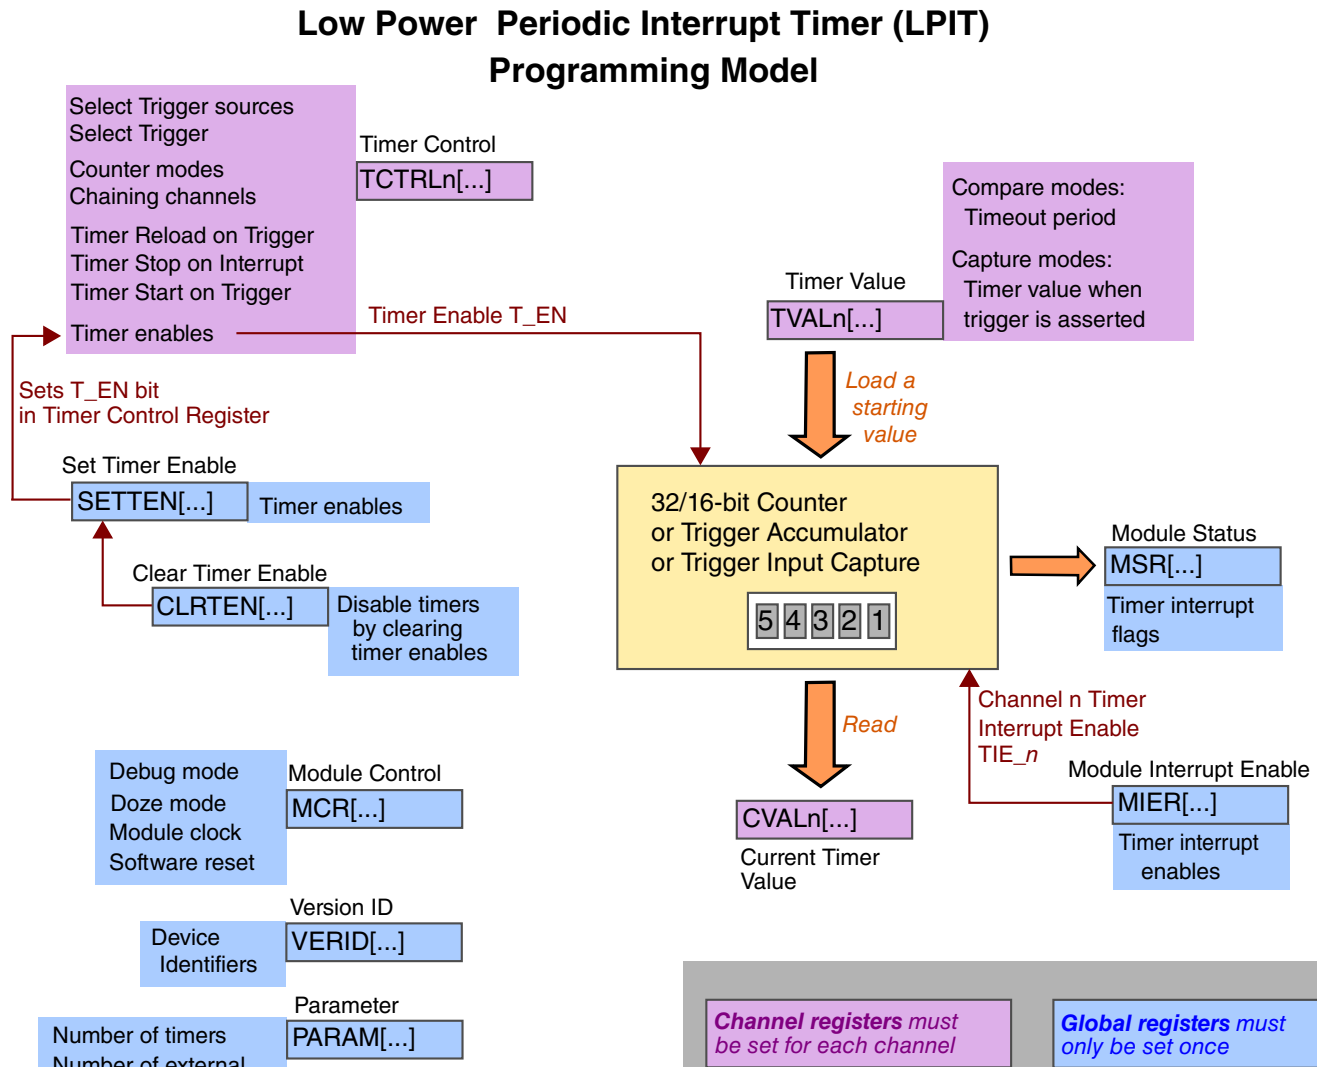 Low Power Periodic Interrupt Timer (LPIT)
Programming Model
Select Trigger sources
Select Trigger
Counter modes
Chaining channels
Timer Reload on Trigger
Timer Stop on Interrupt
Timer Start on Trigger
Timer enables
Timer Control
TCTRLn[...]
Timer Enable T_EN
Sets T_EN bit
in Timer Control Register
Set Timer Enable
SETTEN[...]
Timer enables
Clear Timer Enable
CLRTEN[...]
Disable timers
by clearing
timer enables
Timer Value
TVALn[...]
Compare modes:
Timeout period
Capture modes:
Timer value when
trigger is asserted
Load a
starting
value
32/16-bit Counter
or Trigger Accumulator
or Trigger Input Capture
5 4 3 2 1
Module Status
MSR[...]
Timer interrupt
flags
Read
CVALn[...]
Current Timer
Value
Channel n Timer
Interrupt Enable
TIE_n
Module Interrupt Enable
MIER[...]
Timer interrupt
enables
Debug mode
Doze mode
Module clock
Software reset
Module Control
MCR[...]
Version ID
VERID[...]
Device
Identifiers
Parameter
PARAM[...]
Number of timers
Number of external
Channel registers must
be set for each channel
Global registers must
only be set once